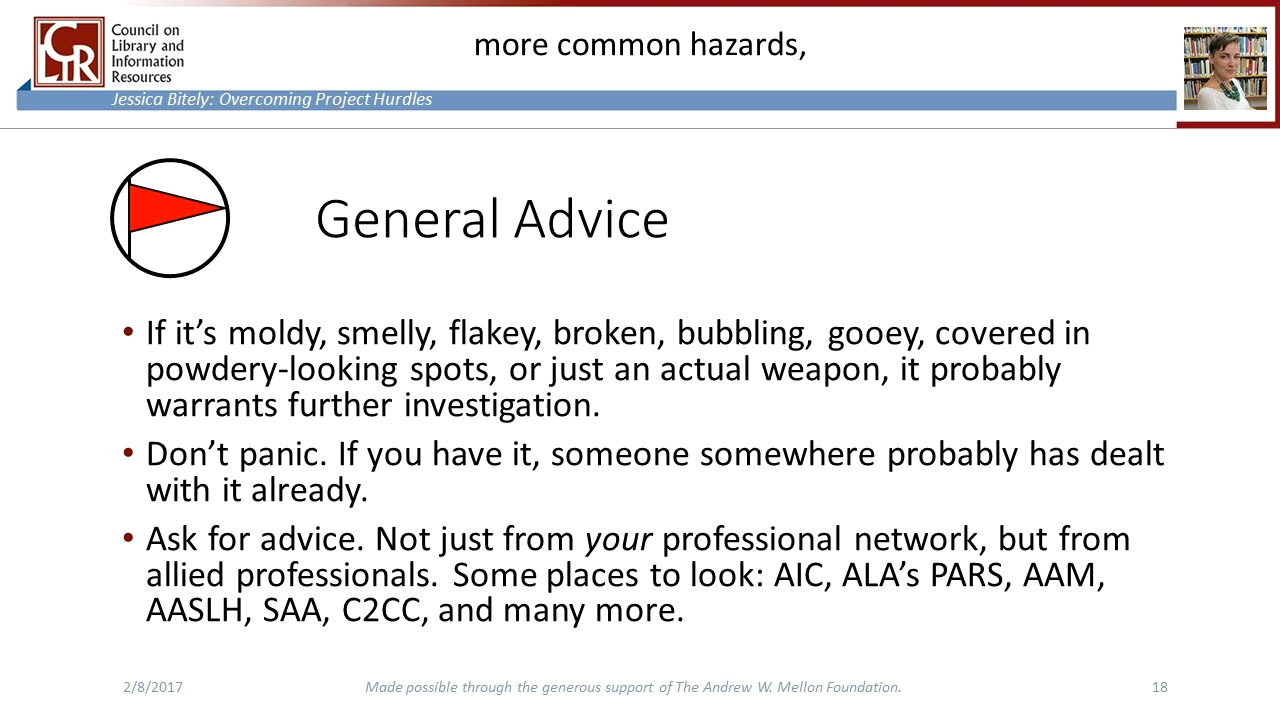 CLIR
Council on
Library and
Information
Resources
more common hazards,
Jessica Bitely: Overcoming Project Hurdles
General Advice
• If it’s moldy, smelly, flakey, broken, bubbling, gooey, covered in
powdery-looking spots, or just an actual weapon, it probably
warrants further investigation.
• Don’t panic. If you have it, someone somewhere probably has dealt
with it already.
• Ask for advice. Not just from your professional network, but from
allied professionals. Some places to look: AIC, ALA’s PARS, AAM,
AASLH, SAA, C2CC, and many more.
2/8/2017
Made possible through the generous support of The Andrew W. Mellon Foundation.
18